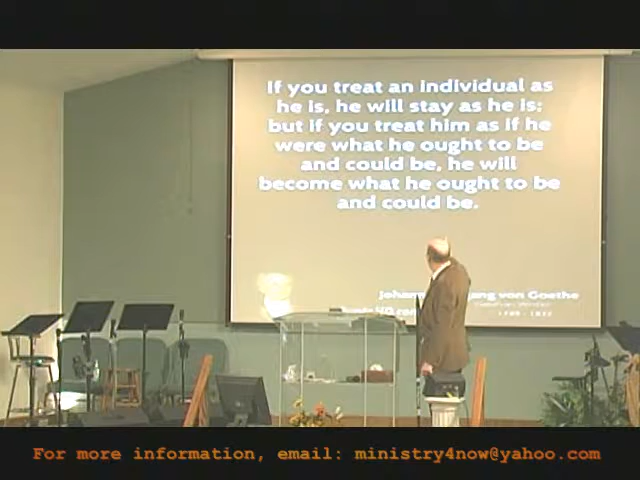 If you treat an individual as
he is, he will stay as he is;
but if you treat him as if he
were what he ought to be
and could be, he will
become what he ought to be
and could be.
von Goethe
For more information, email: ministry4now@yahoo.com